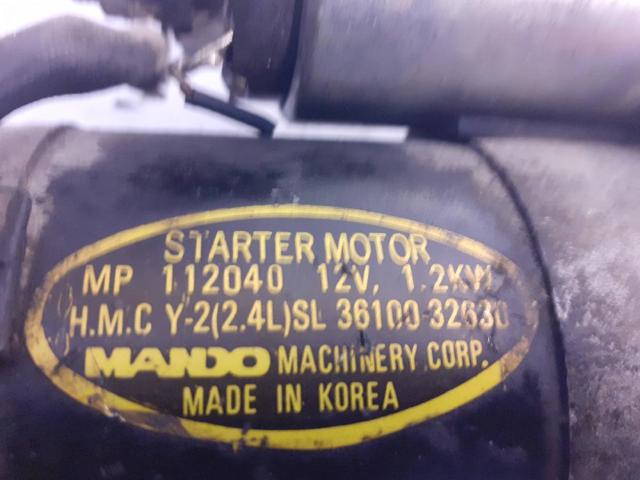 STARTER MOTOR
MP 112040 12V, 1.2KW
H.M.C Y-2(2.4L)SL 36100-32630
MANDO MACHINERY CORP.
MADE IN KOREA